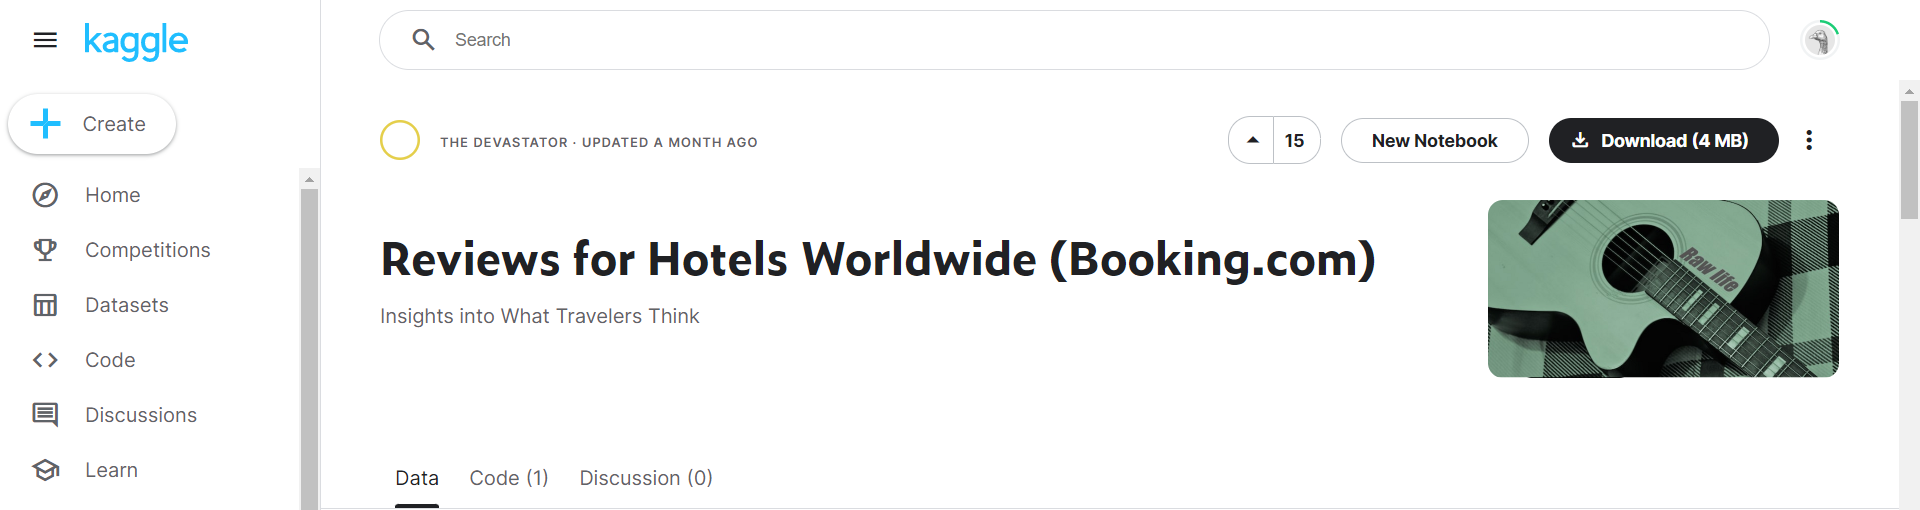 kaggle
Search
Create
THE DEVASTATOR · UPDATED A MONTH AGO
15
New Notebook
Download (4 MB)
Home
Competitions
Datasets
Code
Discussions
Learn
Reviews for Hotels Worldwide (Booking.com)
Insights into What Travelers Think
Raw life
Data
Code (1)
Discussion (0)